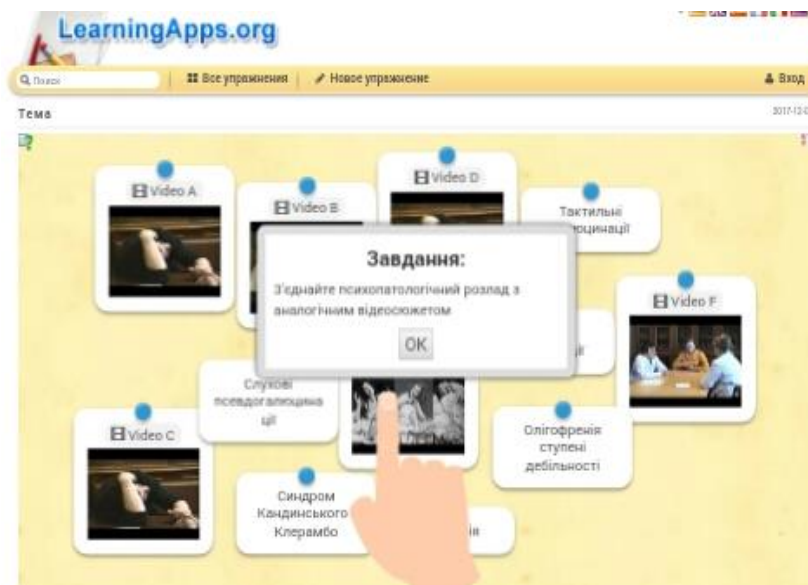 LearningApps.org
Поиск
Все упражнения
Новое упражнение
Вход
Тема
Video A
Video B
Video D
Тактильні
Завдання:
З'єднайте психопатологічний розлад з
аналогічним відеосюжетом
OK
Video F
Слухові
псевдогалюцина
ції
Video C
Олігофренія
ступені
дебільності
Синдром
Кандинського
Клерамбо